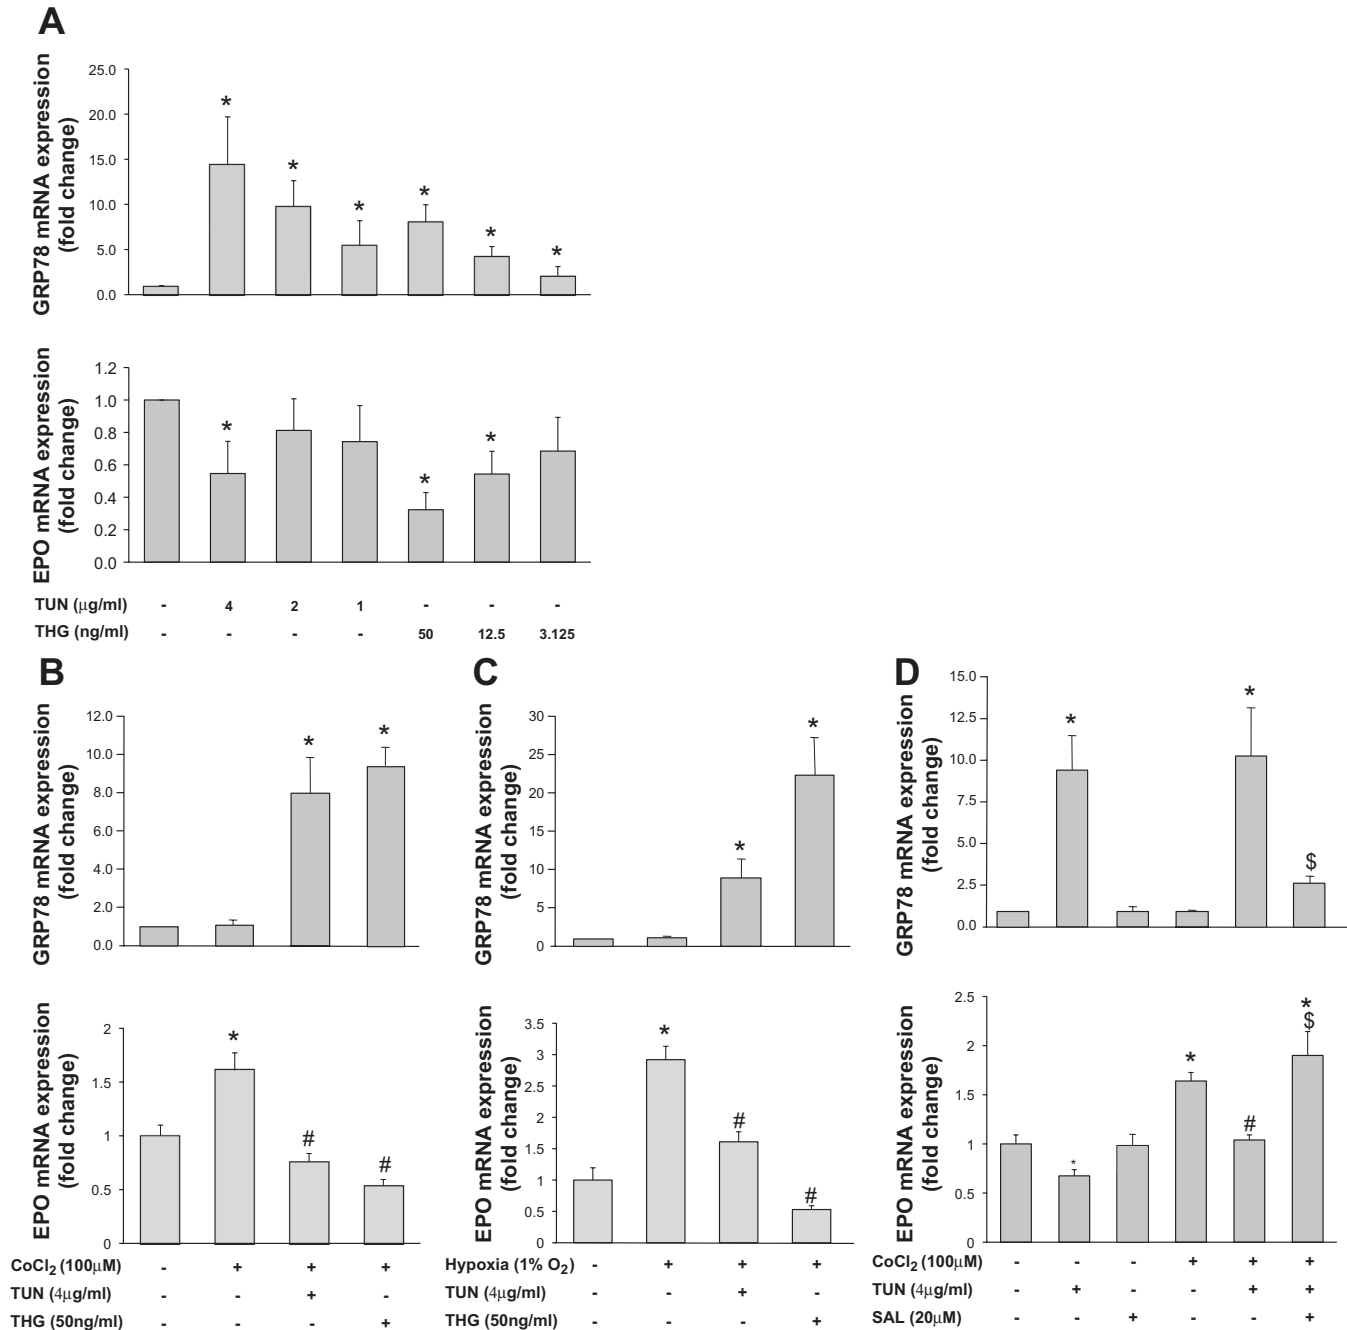 A
GRP78 mRNA expression
(fold change)
25.0
20.0
15.0
10.0
5.0
0.0
* * * * * *
EPO mRNA expression
(fold change)
1.2
1.0
0.8
0.6
0.4
0.2
0.0
* * *
TUN (μg/ml) - 4 2 1 - - -
THG (ng/ml) - - - - 50 12.5 3.125
B
GRP78 mRNA expression
(fold change)
12.0
10.0
8.0
6.0
4.0
2.0
0.0
* *
EPO mRNA expression
(fold change)
2
1.5
1
0.5
0
* # #
CoCl2 (100μM) - + + +
TUN (4μg/ml) - - + -
THG (50ng/ml) - - - +
C
GRP78 mRNA expression
(fold change)
30
25
20
15
10
5
0
* *
EPO mRNA expression
(fold change)
3.5
3
2.5
2
1.5
1
0.5
0
* # #
Hypoxia (1% O2) - + + +
TUN (4μg/ml) - - + -
THG (50ng/ml) - - - +
D
GRP78 mRNA expression
(fold change)
15.0
12.5
10.0
7.5
5.0
2.5
0.0
* * $
EPO mRNA expression
(fold change)
2.5
2
1.5
1
0.5
0
* * # * $
CoCl2 (100μM) - - - + + +
TUN (4μg/ml) - + - - + +
SAL (20μM) - - + - - +